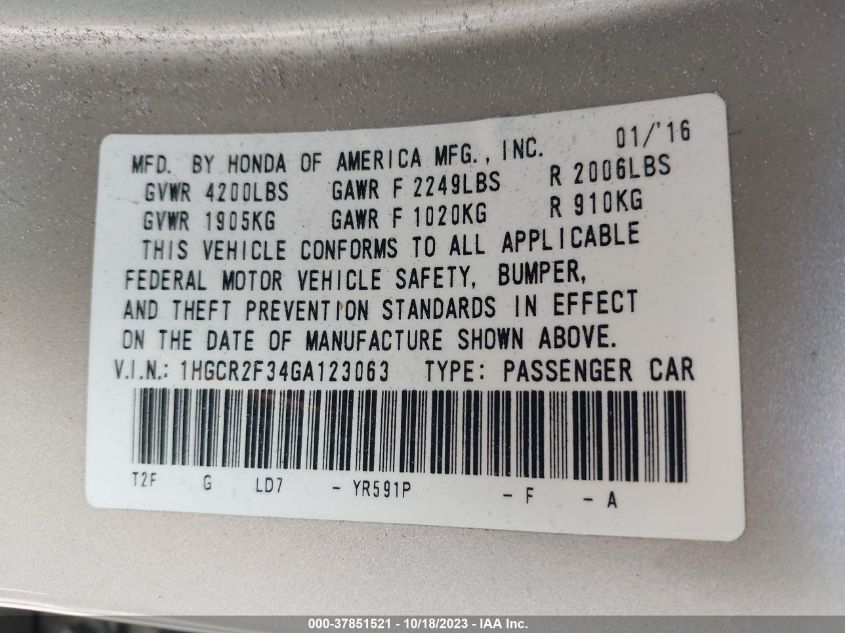 MFD. BY HONDA OF AMERICA MFG., INC. 01/'16
GVWR 4200LBS GAWR F 2249LBS R 2006LBS
GVWR 1905KG GAWR F 1020KG R 910KG
THIS VEHICLE CONFORMS TO ALL APPLICABLE
FEDERAL MOTOR VEHICLE SAFETY, BUMPER,
AND THEFT PREVENTION STANDARDS IN EFFECT
ON THE DATE OF MANUFACTURE SHOWN ABOVE.
V.I.N.: 1HGCR2F34GA123063 TYPE: PASSENGER CAR
T2F G LD7 - YR591P - F - A
000-37851521 | 10/18/2023 - IAA Inc.